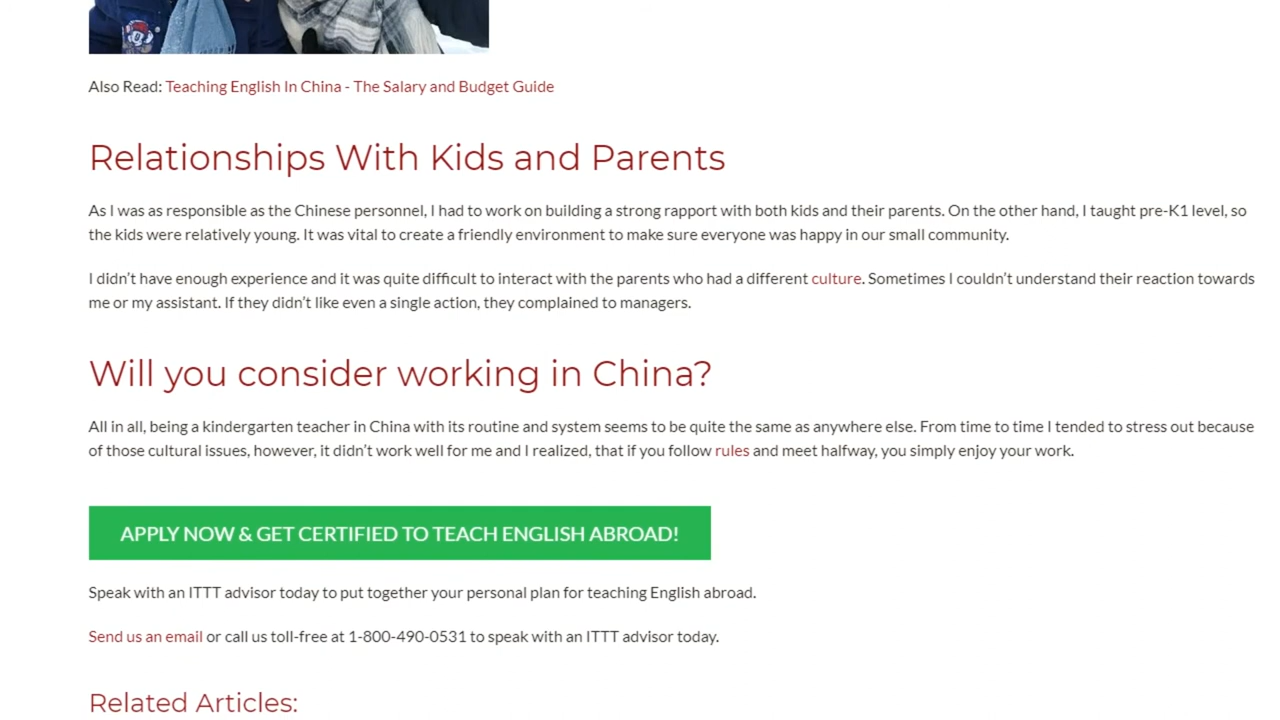 Also Read: Teaching English In China - The Salary and Budget Guide
Relationships With Kids and Parents
As I was as responsible as the Chinese personnel, I had to work on building a strong rapport with both kids and their parents. On the other hand, I taught pre-K1 level, so
the kids were relatively young. It was vital to create a friendly environment to make sure everyone was happy in our small community.
I didn't have enough experience and it was quite difficult to interact with the parents who had a different culture. Sometimes I couldn't understand their reaction towards
me or my assistant. If they didn't like even a single action, they complained to managers.
Will you consider working in China?
All in all, being a kindergarten teacher in China with its routine and system seems to be quite the same as anywhere else. From time to time I tended to stress out because
of those cultural issues, however, it didn't work well for me and I realized, that if you follow rules and meet halfway, you simply enjoy your work.
APPLY NOW & GET CERTIFIED TO TEACH ENGLISH ABROAD!
Speak with an ITTT advisor today to put together your personal plan for teaching English abroad.
Send us an email or call us toll-free at 1-800-490-0531 to speak with an ITTT advisor today.
Related Articles: